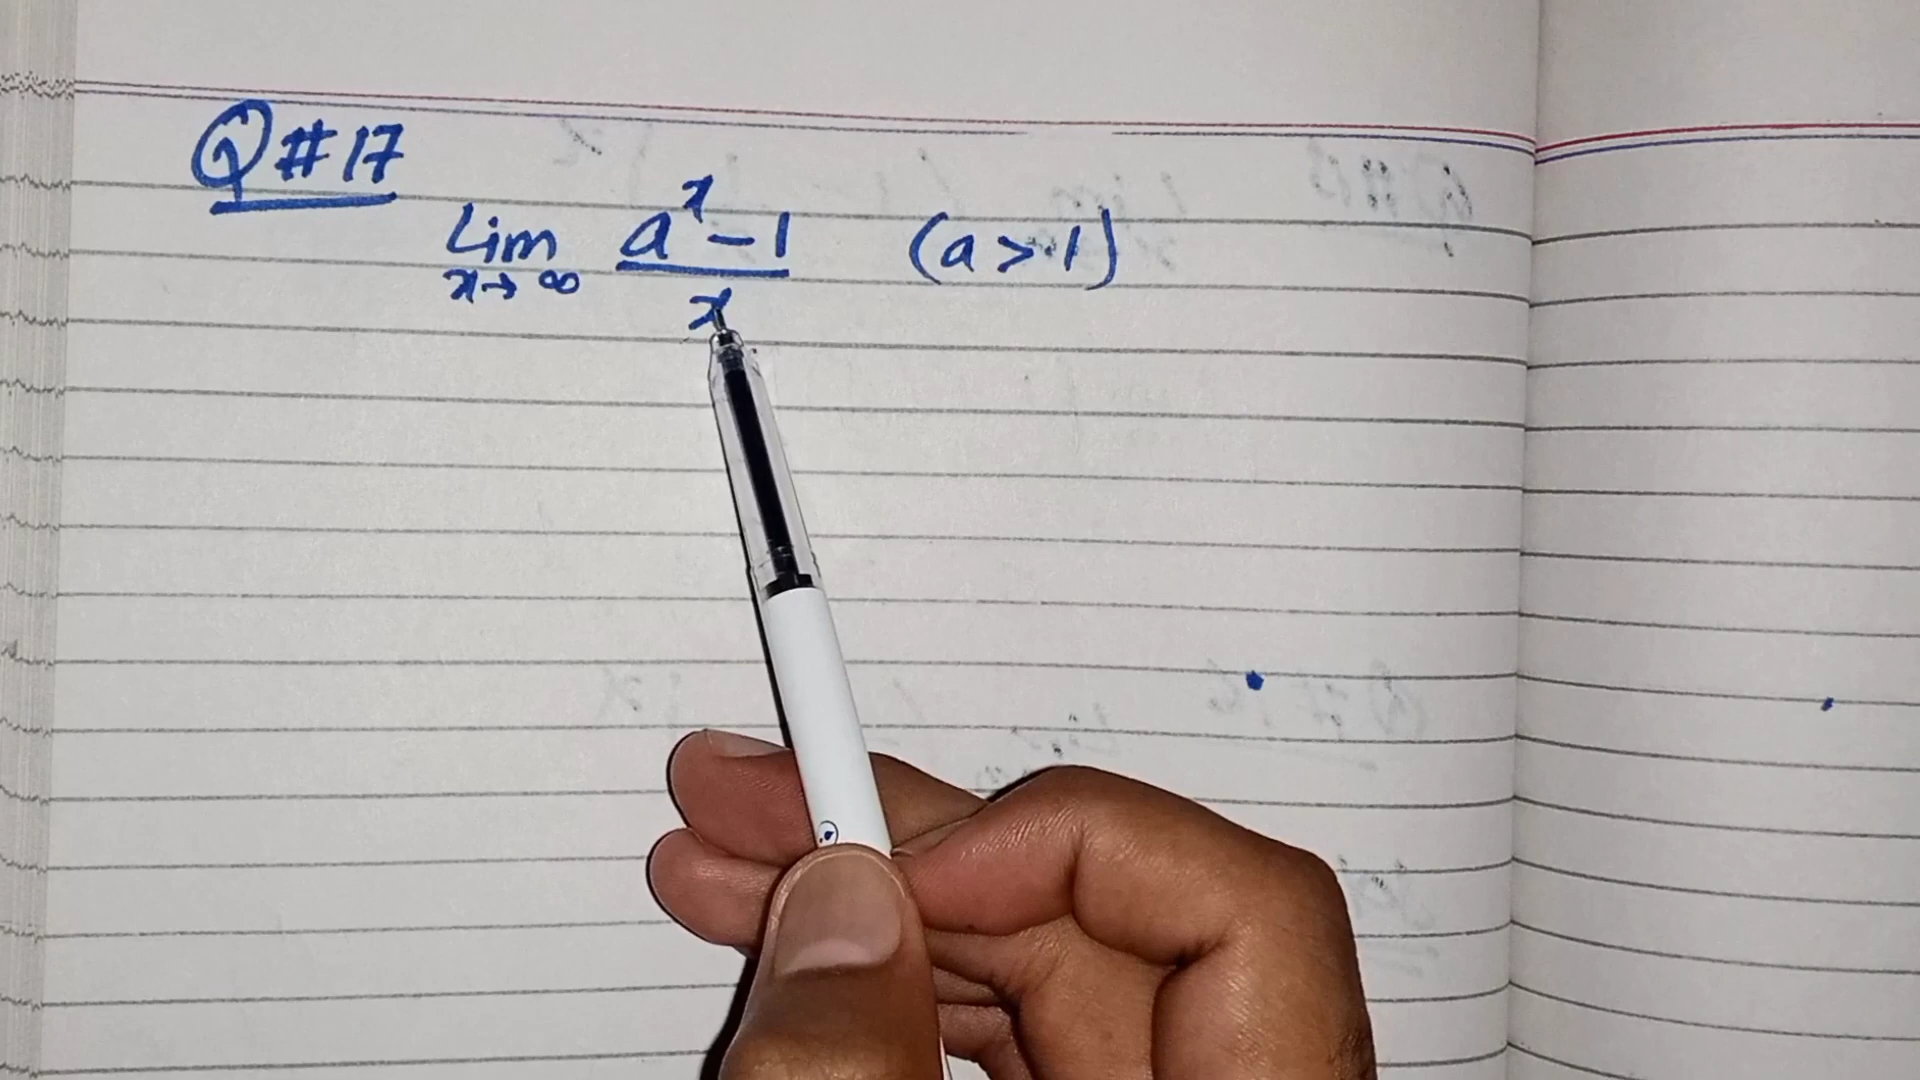 Q#17
Lim x→∞ a^x - 1 / x (a > 1)